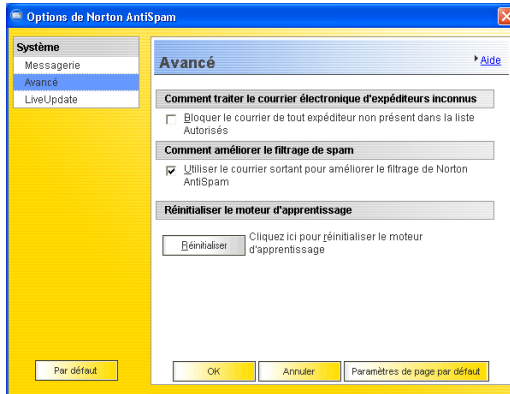 Options de Norton AntiSpam
Système
Messagerie
Avancé
LiveUpdate
Avancé
Aide
Comment traiter le courrier électronique d'expéditeurs inconnus
Bloquer le courrier de tout expéditeur non présent dans la liste
Autorisés
Comment améliorer le filtrage de spam
Utiliser le courrier sortant pour améliorer le filtrage de Norton
AntiSpam
Réinitialiser le moteur d'apprentissage
Réinitialiser
Cliquez ici pour réinitialiser le moteur
d'apprentissage
Par défaut
OK
Annuler
Paramètres de page par défaut